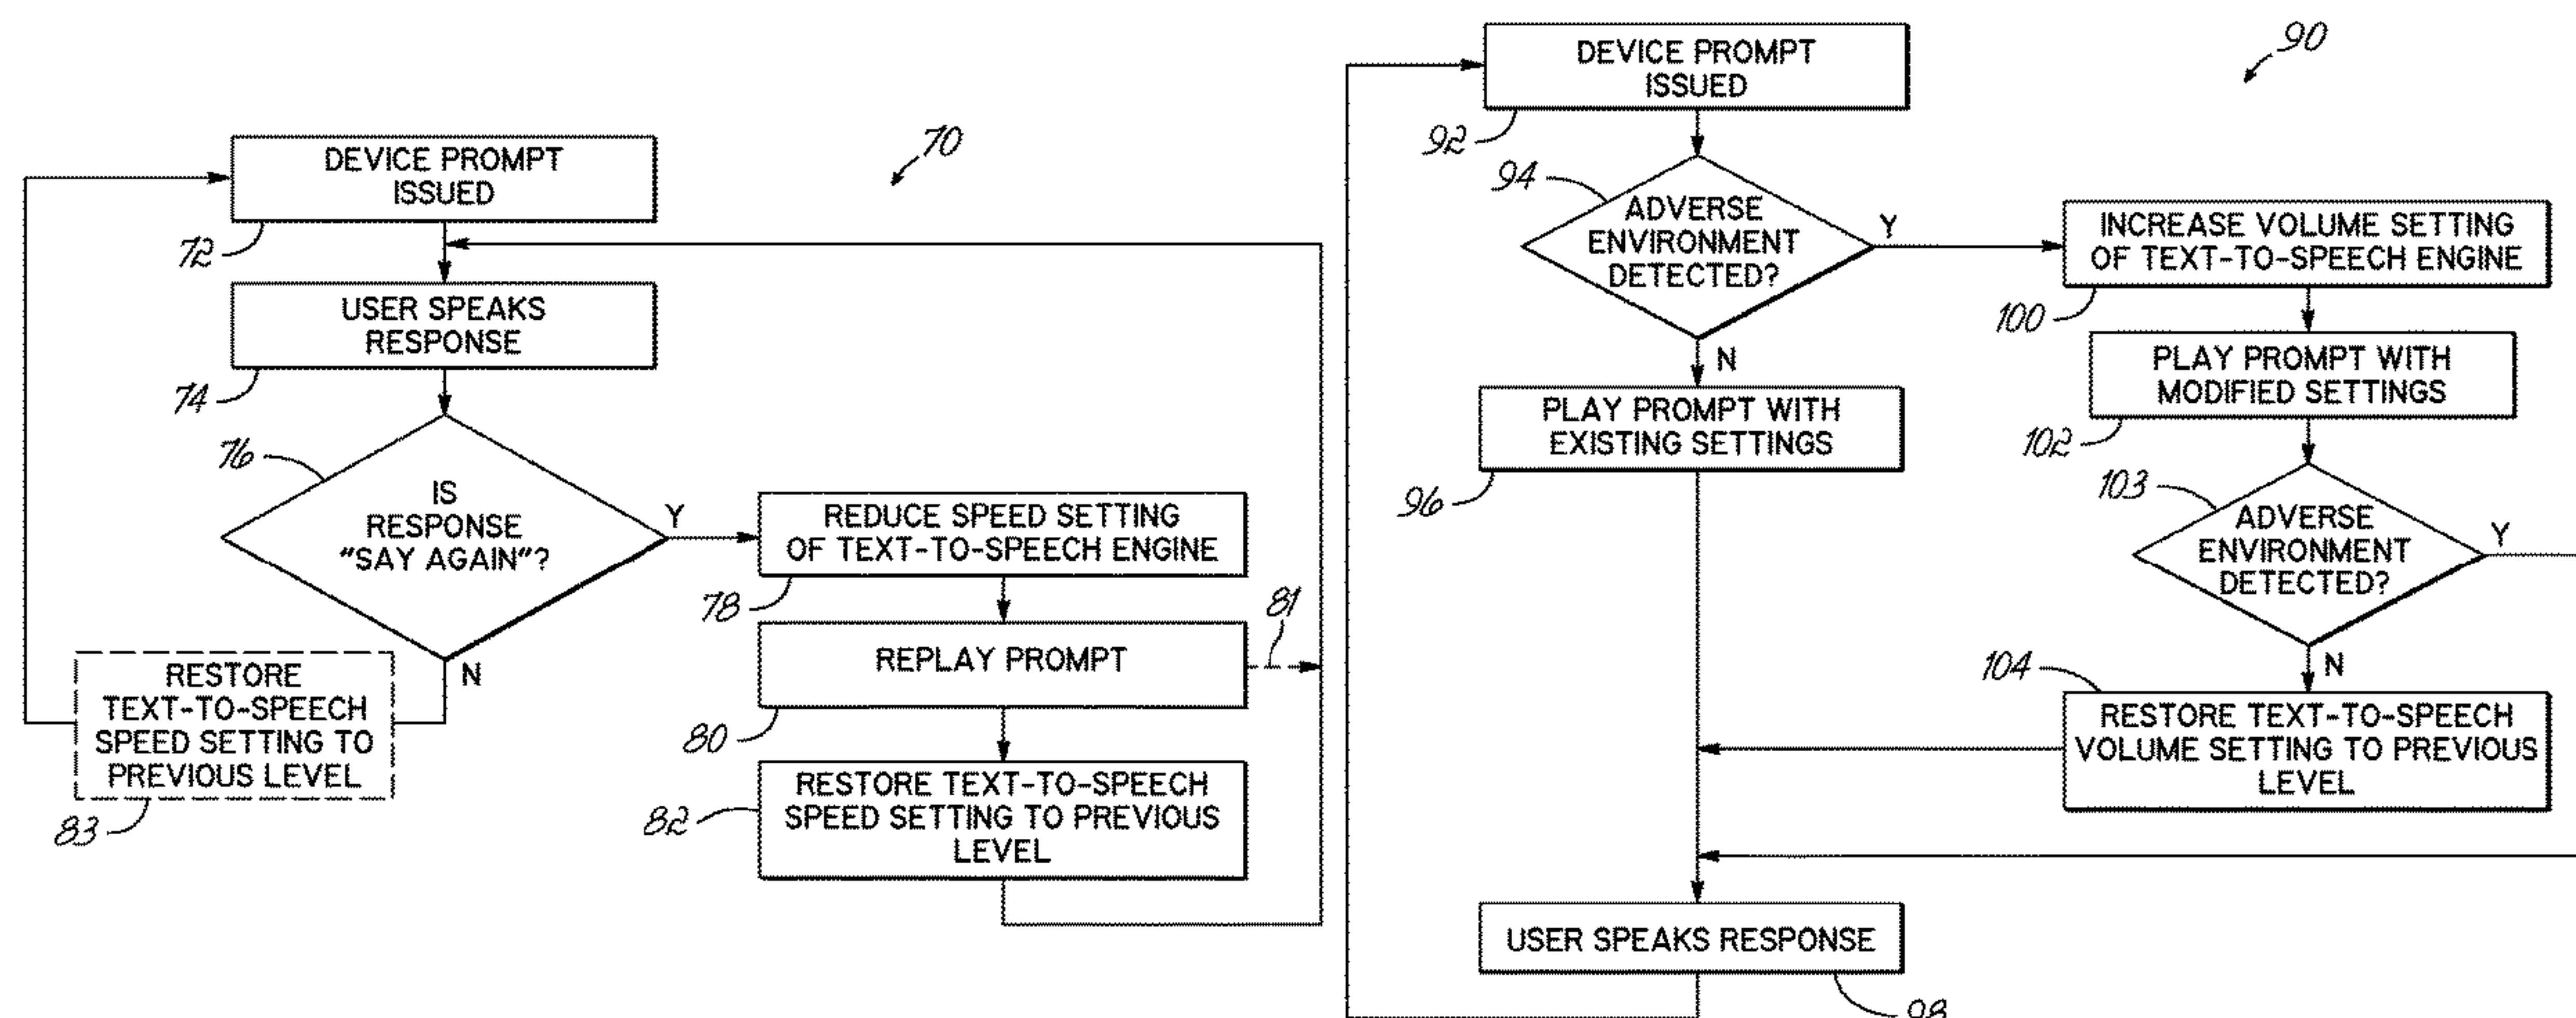 70
DEVICE PROMPT
ISSUED
72
USER SPEAKS
RESPONSE
74
76
IS
RESPONSE
"SAY AGAIN"?
Y
N
REDUCE SPEED SETTING
OF TEXT-TO-SPEECH ENGINE
78
REPLAY PROMPT
80
81
RESTORE TEXT-TO-SPEECH
SPEED SETTING TO PREVIOUS
LEVEL
82
RESTORE
TEXT-TO-SPEECH
SPEED SETTING TO
PREVIOUS LEVEL
83
90
DEVICE PROMPT
ISSUED
92
94
ADVERSE
ENVIRONMENT
DETECTED?
Y
N
PLAY PROMPT WITH
EXISTING SETTINGS
96
INCREASE VOLUME SETTING
OF TEXT-TO-SPEECH ENGINE
100
PLAY PROMPT WITH
MODIFIED SETTINGS
102
103
ADVERSE
ENVIRONMENT
DETECTED?
Y
N
104
RESTORE TEXT-TO-SPEECH
VOLUME SETTING TO PREVIOUS
LEVEL
USER SPEAKS RESPONSE
98